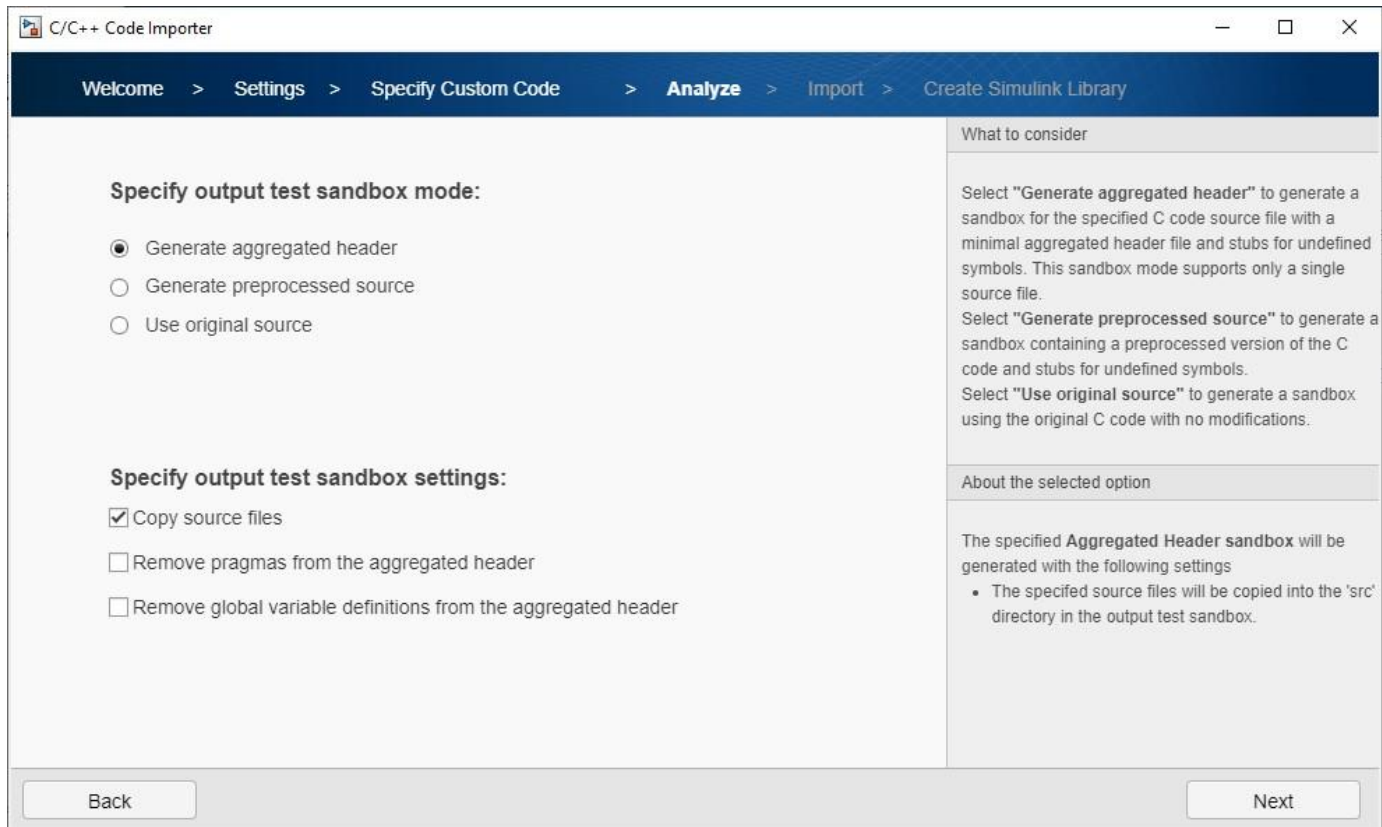 C/C++ Code Importer
Welcome > Settings > Specify Custom Code > Analyze > Import > Create Simulink Library
Specify output test sandbox mode:
Generate aggregated header
Generate preprocessed source
Use original source
Specify output test sandbox settings:
Copy source files
Remove pragmas from the aggregated header
Remove global variable definitions from the aggregated header
What to consider
Select "Generate aggregated header" to generate a
sandbox for the specified C code source file with a
minimal aggregated header file and stubs for undefined
symbols. This sandbox mode supports only a single
source file.
Select "Generate preprocessed source" to generate a
sandbox containing a preprocessed version of the C
code and stubs for undefined symbols.
Select "Use original source" to generate a sandbox
using the original C code with no modifications.
About the selected option
The specified Aggregated Header sandbox will be
generated with the following settings
• The specifed source files will be copied into the 'src'
directory in the output test sandbox.
Back
Next